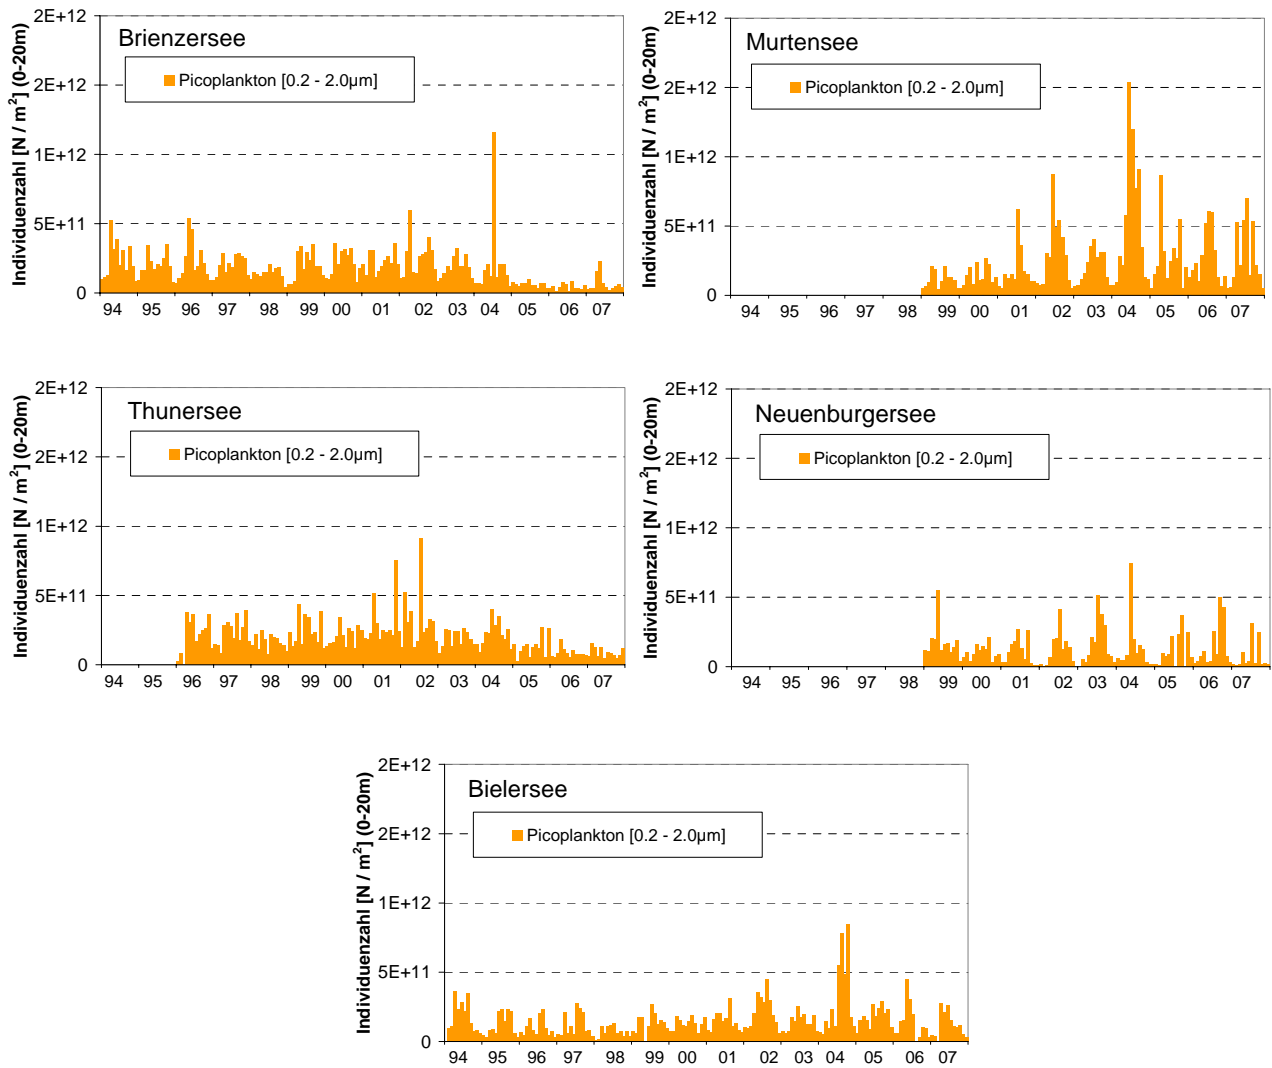 Individuenzahl [N / m²] (0-20m)
2E+12
2E+12
1E+12
5E+11
0
Brienzersee
Picoplankton [0.2 - 2.0µm]
94 95 96 97 98 99 00 01 02 03 04 05 06 07
Individuenzahl [N / m²] (0-20m)
2E+12
2E+12
1E+12
5E+11
0
Murtensee
Picoplankton [0.2 - 2.0µm]
94 95 96 97 98 99 00 01 02 03 04 05 06 07
Individuenzahl [N / m²] (0-20m)
2E+12
2E+12
1E+12
5E+11
0
Thunersee
Picoplankton [0.2 - 2.0µm]
94 95 96 97 98 99 00 01 02 03 04 05 06 07
Individuenzahl [N / m²] (0-20m)
2E+12
2E+12
1E+12
5E+11
0
Neuenburgersee
Picoplankton [0.2 - 2.0µm]
94 95 96 97 98 99 00 01 02 03 04 05 06 07
Individuenzahl [N / m²] (0-20m)
2E+12
2E+12
1E+12
5E+11
0
Bielersee
Picoplankton [0.2 - 2.0µm]
94 95 96 97 98 99 00 01 02 03 04 05 06 07